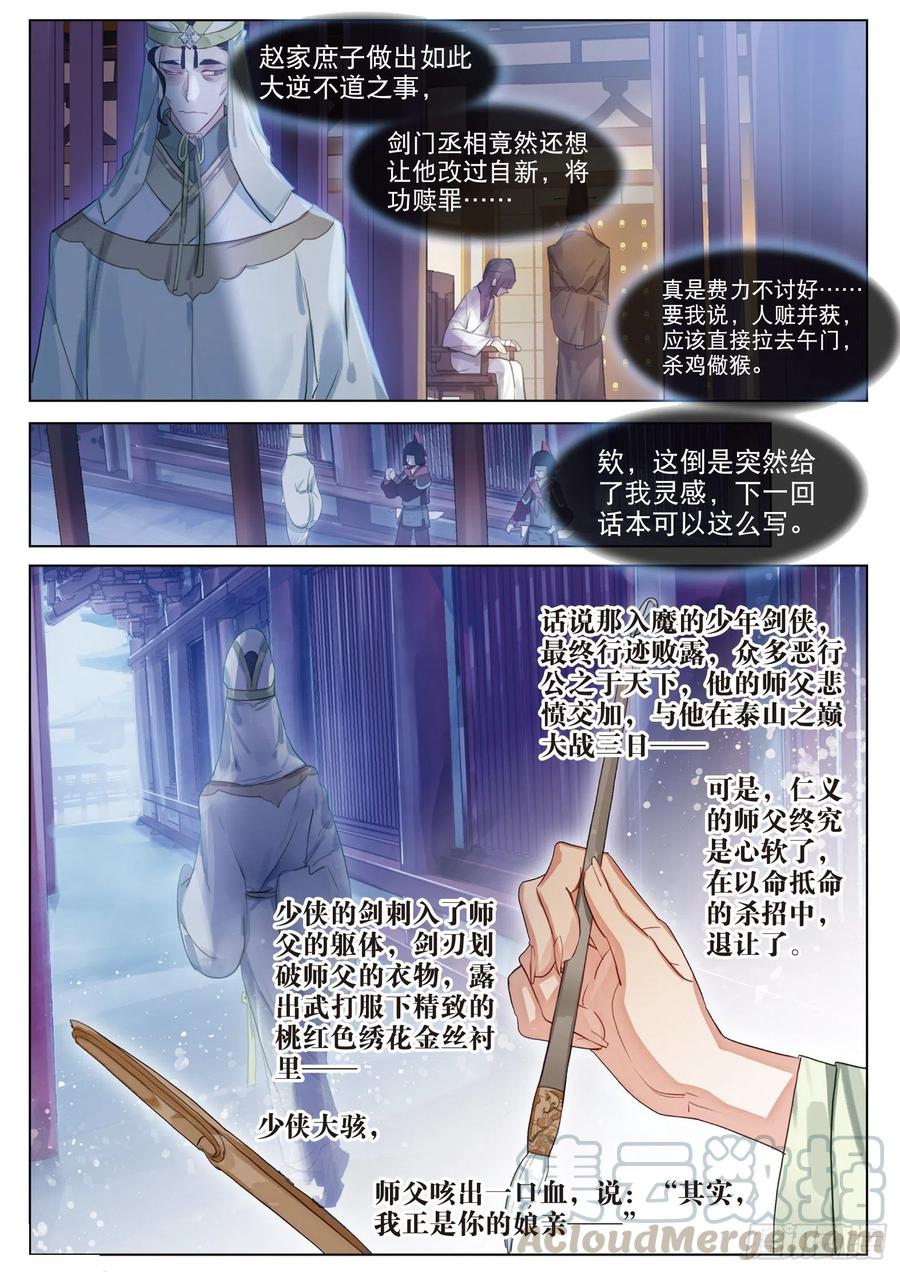 赵家庶子做出如此
大逆不道之事，
剑门丞相竟然还想
让他改过自新，将
功赎罪……
真是费力不讨好……
要我说，人赃并获，
应该直接拉去午门，
杀鸡儆猴。
欸，这倒是突然给
了我灵感，下一回
话本可以这么写。
话说那入魔的少年剑侠，
最终行迹败露，众多恶行
公之于天下，他的师父悲
愤交加，与他在泰山之巅
大战三日——
可是，仁义
的师父终究
是心软了，
在以命抵命
的杀招中，
退让了。
少侠的剑刺入了师
父的躯体，剑刃划
破师父的衣物，露
出武打服下精致的
桃红色绣花金丝衬
里——
少侠大骇，
师父咳出一口血，说：“其实，
我正是你的娘亲——”
集云数据
ACloudMerge.com